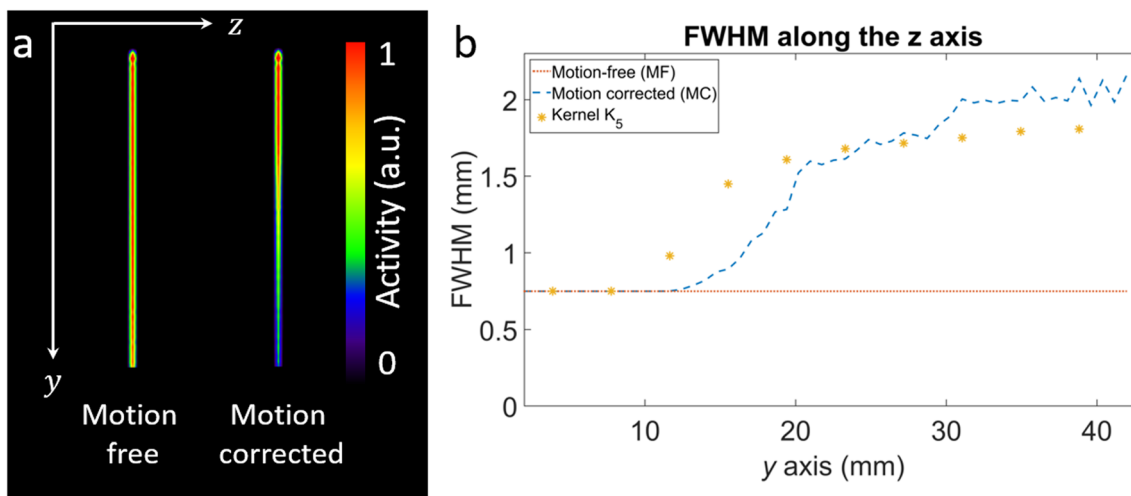 a
z
y
1
0
Activity (a.u.)
Motion
free
Motion
corrected
b
FWHM along the z axis
Motion-free (MF)
Motion corrected (MC)
Kernel K₅
FWHM (mm)
2
1.5
1
0.5
0
10
20
30
40
y axis (mm)